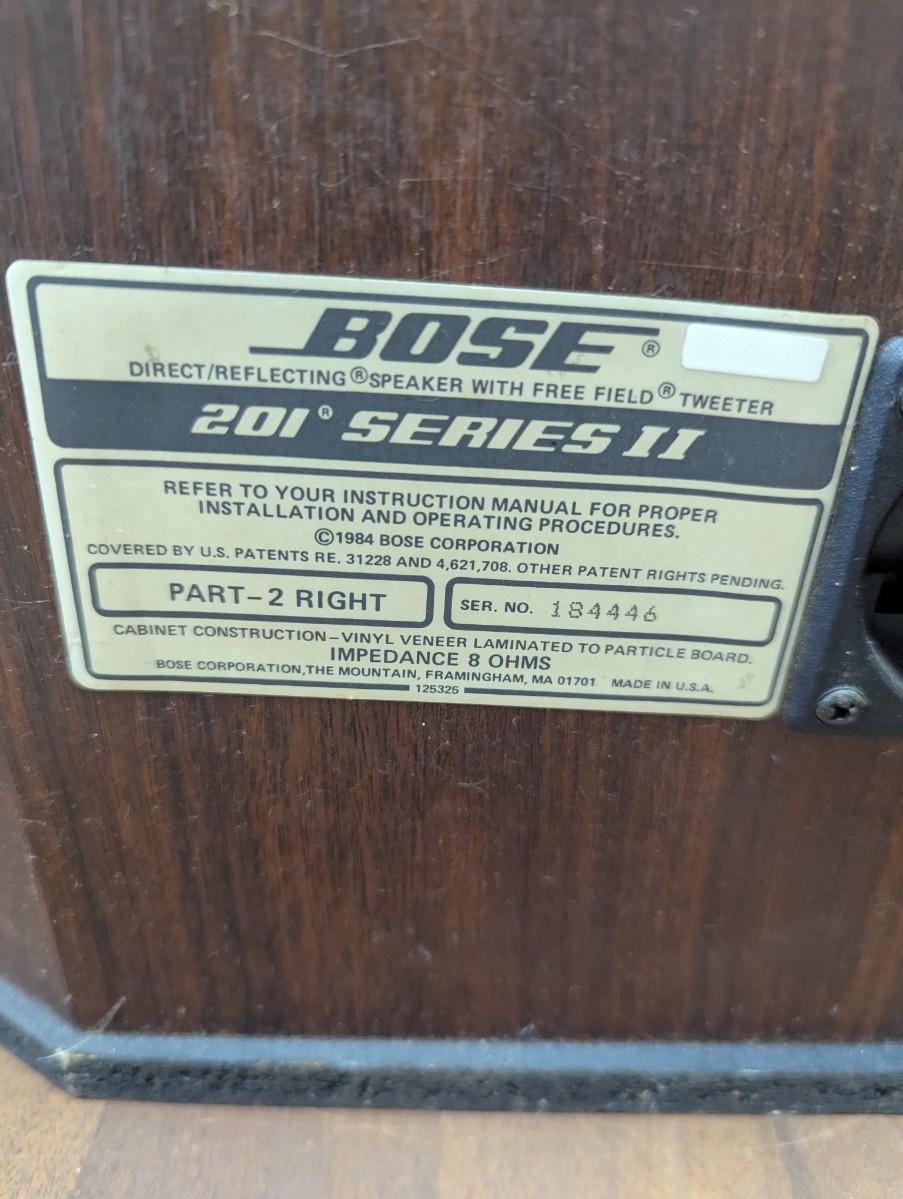 BOSE®
DIRECT/REFLECTING® SPEAKER WITH FREE FIELD® TWEETER
201® SERIES II
REFER TO YOUR INSTRUCTION MANUAL FOR PROPER
INSTALLATION AND OPERATING PROCEDURES.
©1984 BOSE CORPORATION
COVERED BY U.S. PATENTS RE. 31228 AND 4,621,708. OTHER PATENT RIGHTS PENDING.
PART-2 RIGHT
SER. NO. 184446
CABINET CONSTRUCTION-VINYL VENEER LAMINATED TO PARTICLE BOARD.
IMPEDANCE 8 OHMS
BOSE CORPORATION, THE MOUNTAIN, FRAMINGHAM, MA 01701 MADE IN U.S.A.
125325